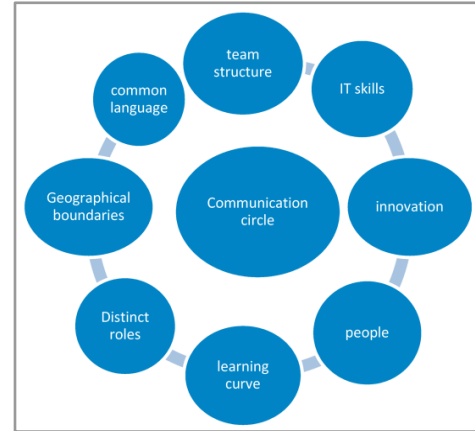 team
structure
IT skills
innovation
people
learning
curve
Distinct
roles
Geographical
boundaries
common
language
Communication
circle